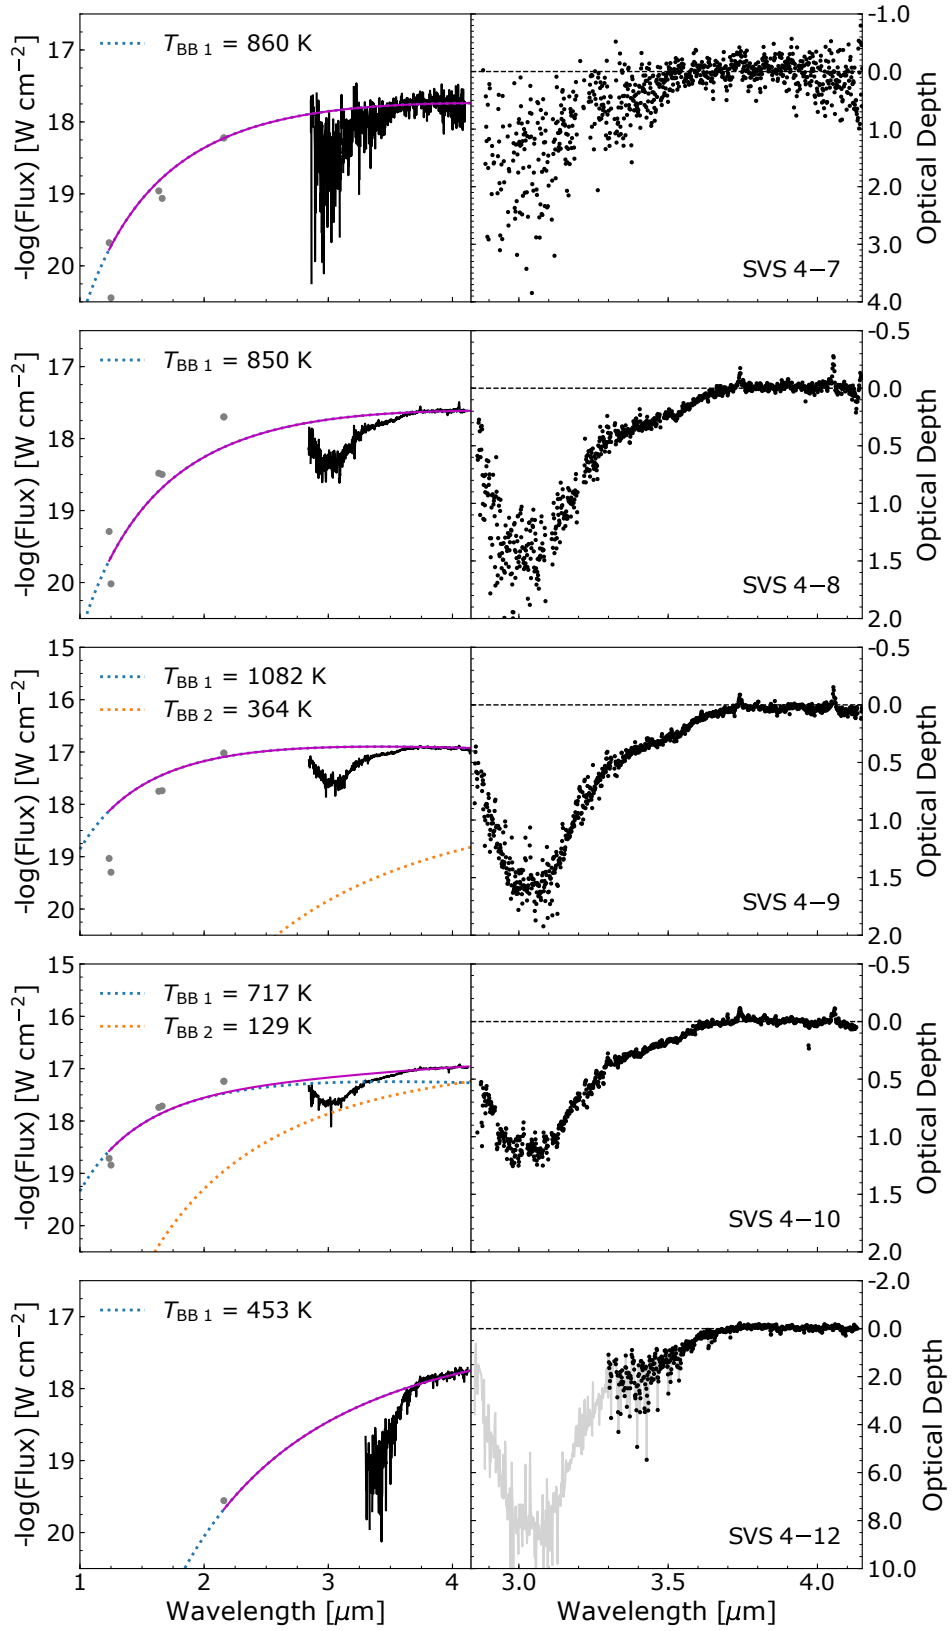 T_BB 1 = 860 K
-log(Flux) [W cm⁻²]
17
18
19
20
-1.0
0.0
1.0
2.0
3.0
4.0
Optical Depth
SVS 4−7
T_BB 1 = 850 K
-log(Flux) [W cm⁻²]
17
18
19
20
-0.5
0.0
0.5
1.0
1.5
2.0
Optical Depth
SVS 4−8
T_BB 1 = 1082 K
T_BB 2 = 364 K
-log(Flux) [W cm⁻²]
15
16
17
18
19
20
-0.5
0.0
0.5
1.0
1.5
2.0
Optical Depth
SVS 4−9
T_BB 1 = 717 K
T_BB 2 = 129 K
-log(Flux) [W cm⁻²]
15
16
17
18
19
20
-0.5
0.0
0.5
1.0
1.5
2.0
Optical Depth
SVS 4−10
T_BB 1 = 453 K
-log(Flux) [W cm⁻²]
17
18
19
20
-2.0
0.0
2.0
4.0
6.0
8.0
10.0
Optical Depth
SVS 4−12
1 2 3 4
3.0 3.5 4.0
Wavelength [μm]
Wavelength [μm]